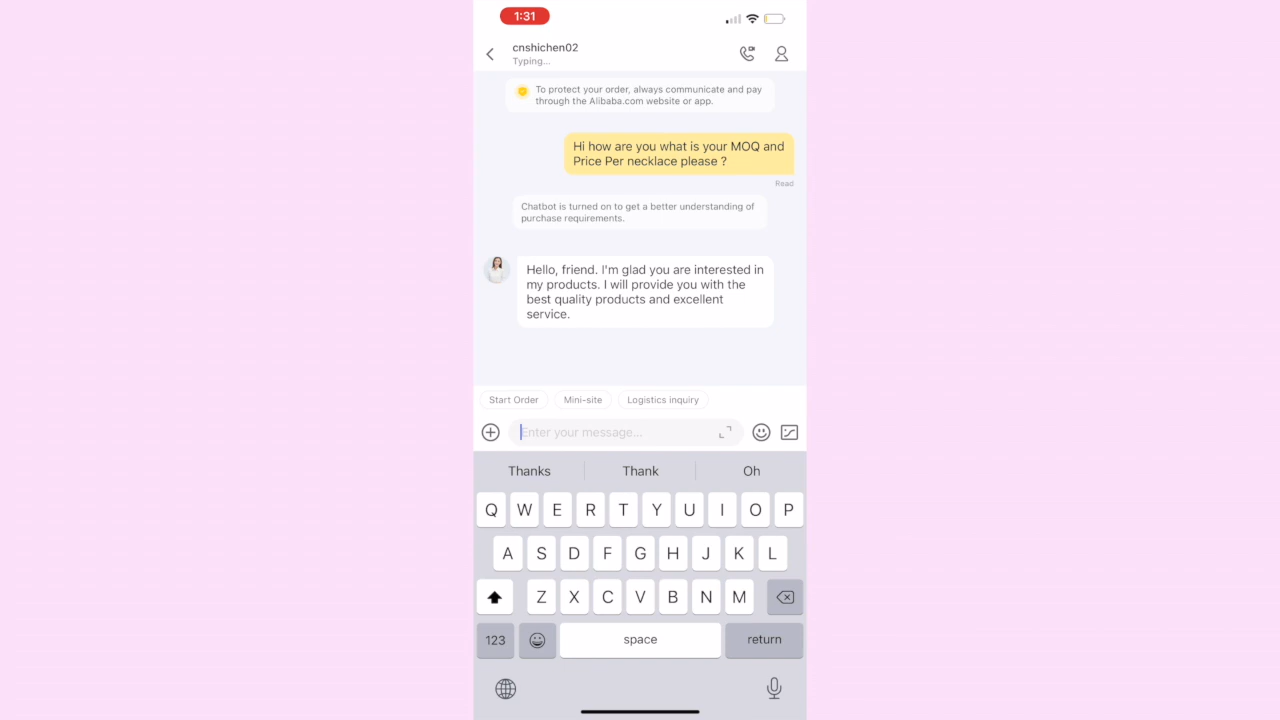 1:31
cnshichen02
Typing...
To protect your order, always communicate and pay
through the Alibaba.com website or app.
Hi how are you what is your MOQ and
Price Per necklace please ?
Read
Chatbot is turned on to get a better understanding of
purchase requirements.
Hello, friend. I'm glad you are interested in
my products. I will provide you with the
best quality products and excellent
service.
Start Order Mini-site Logistics inquiry
Enter your message...
Thanks Thank Oh
Q W E R T Y U I O P
A S D F G H J K L
Z X C V B N M
123 space return